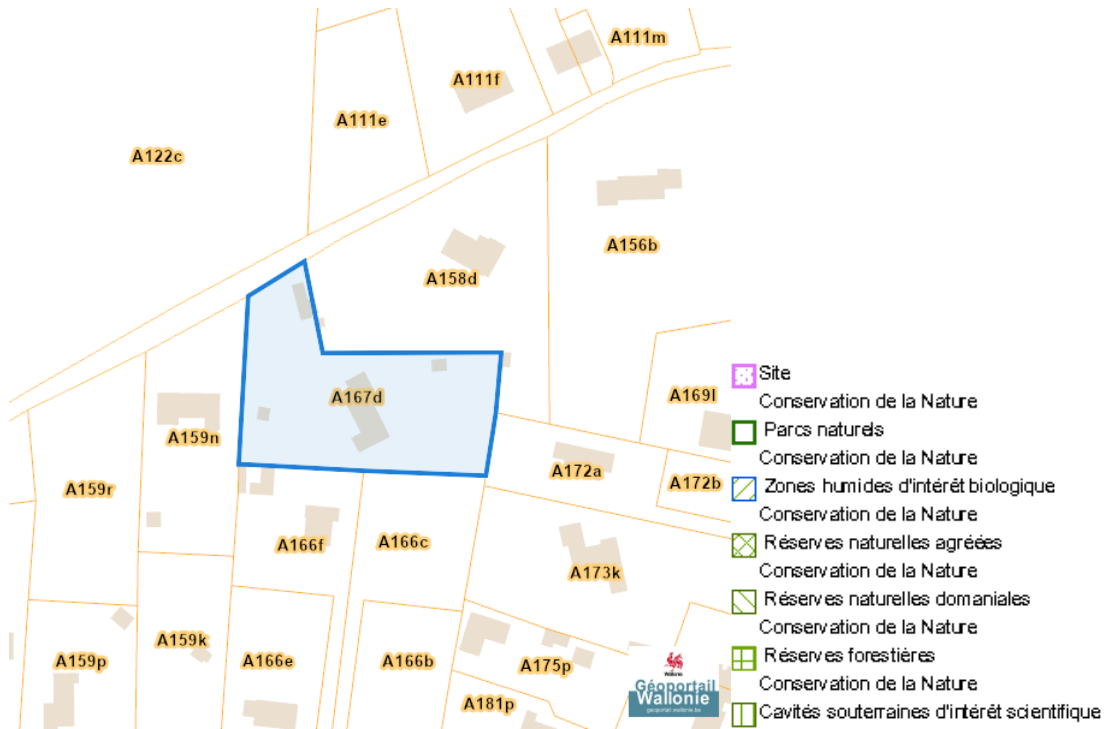 A111m
A111f
A111e
A122c
A156b
A158d
A167d
A169l
A159n
A172a
A172b
A159r
A166f
A166c
A173k
A159k
A159p
A166e
A166b
A175p
A181p
Wallonie
Géoportail
Wallonie
geoportail.wallonie.be
Site
Conservation de la Nature
Parcs naturels
Conservation de la Nature
Zones humides d'intérêt biologique
Conservation de la Nature
Réserves naturelles agréées
Conservation de la Nature
Réserves naturelles domaniales
Conservation de la Nature
Réserves forestières
Conservation de la Nature
Cavités souterraines d'intérêt scientifique